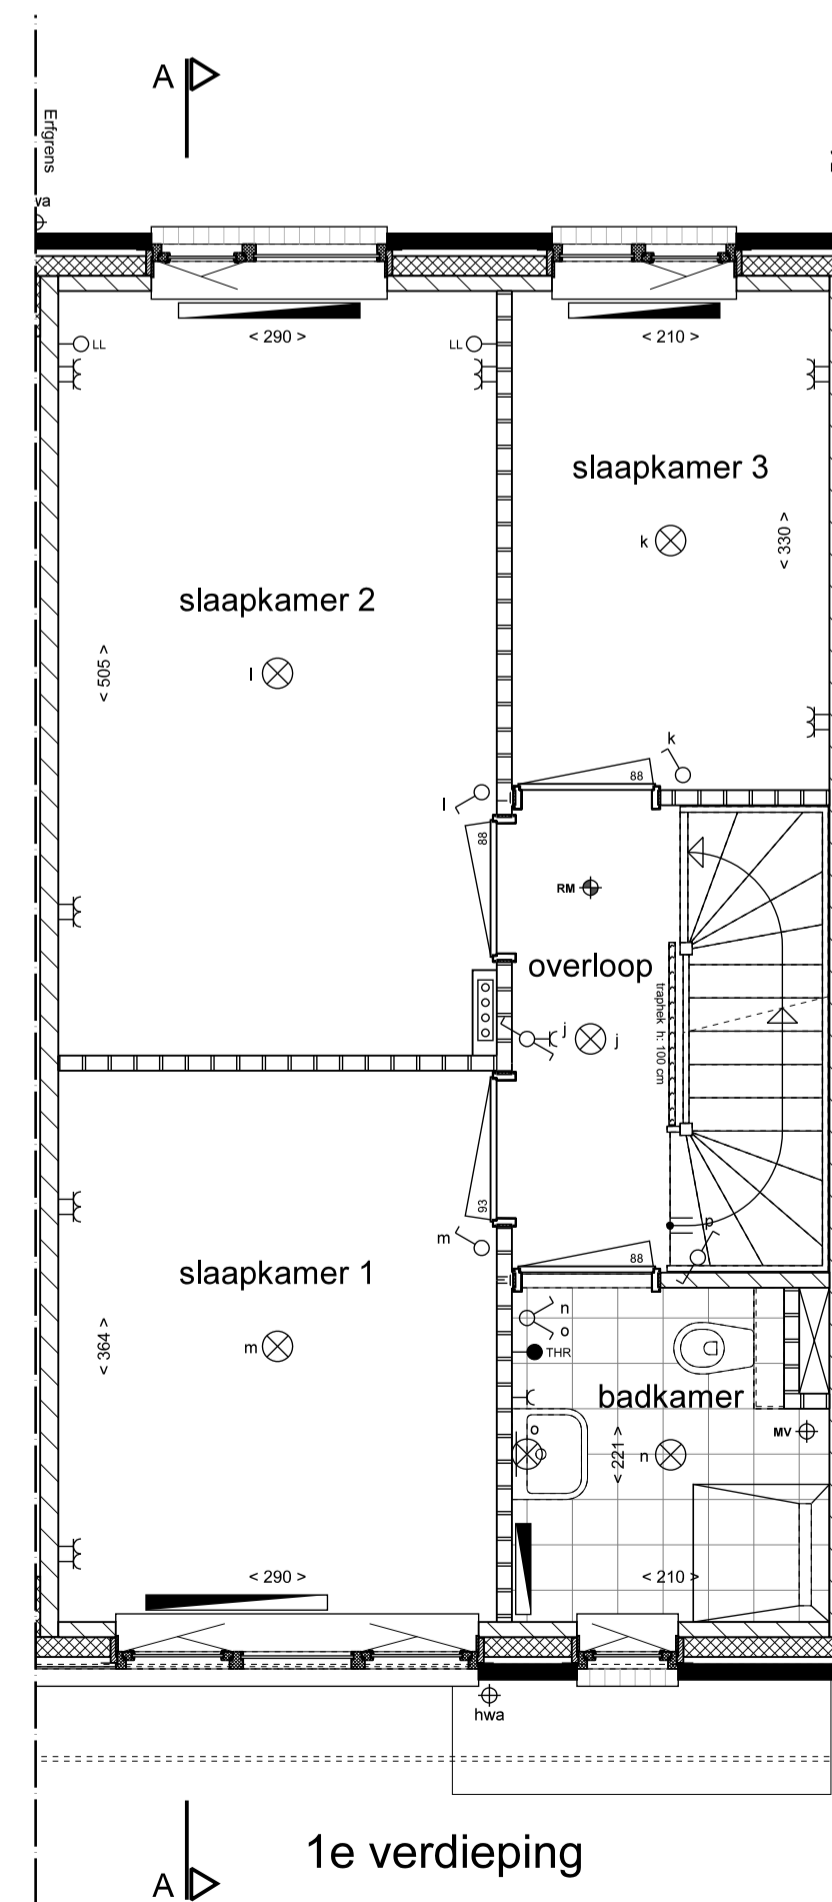 A
Erfgrens
wa
< 290 >
< 210 >
LL
LL
slaapkamer 3
k
< 330 >
slaapkamer 2
l
< 505 >
k
88
l
88
RM
overloop
traphek h: 100 cm
j
j
93
m
p
slaapkamer 1
88
m
< 364 >
n
o
THR
badkamer
o
< 221 >
n
MV
< 290 >
< 210 >
hwa
1e verdieping
A